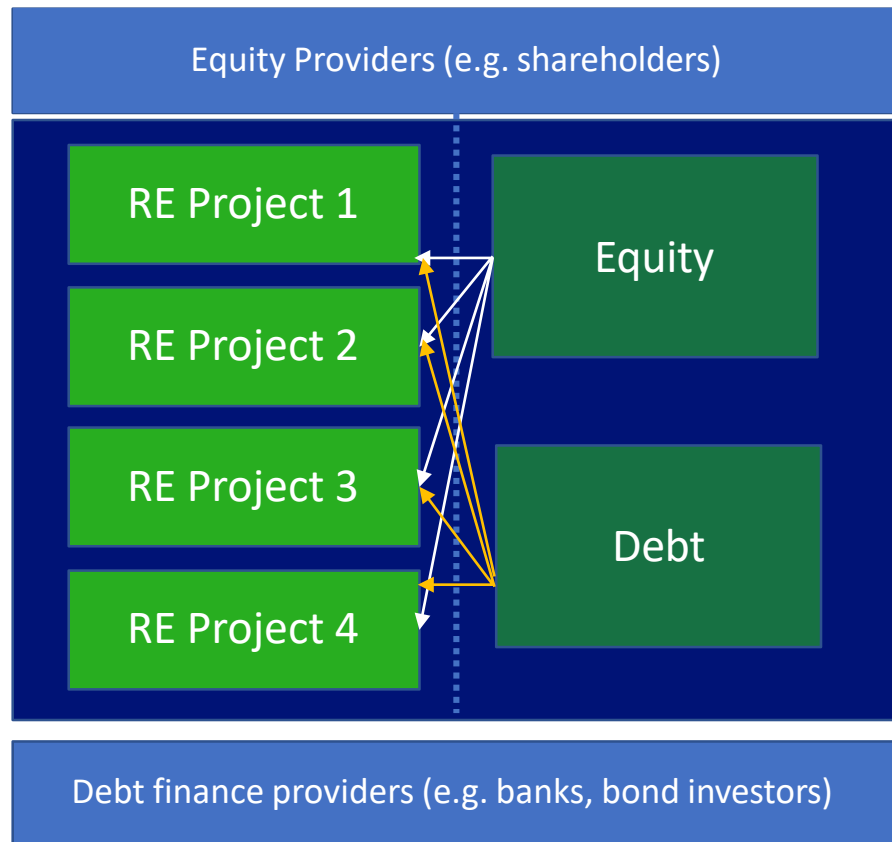 Equity Providers (e.g. shareholders)
RE Project 1
RE Project 2
RE Project 3
RE Project 4
Equity
Debt
Debt finance providers (e.g. banks, bond investors)